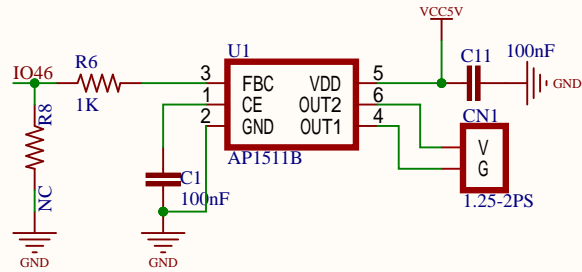 VCC5V
U1
C11
100nF
IO46
R6
3
FBC
VDD
5
GND
1K
1
CE
OUT2
6
2
GND
OUT1
4
CN1
R8
AP1511B
V
G
C1
100nF
NC
1.25-2PS
GND
GND